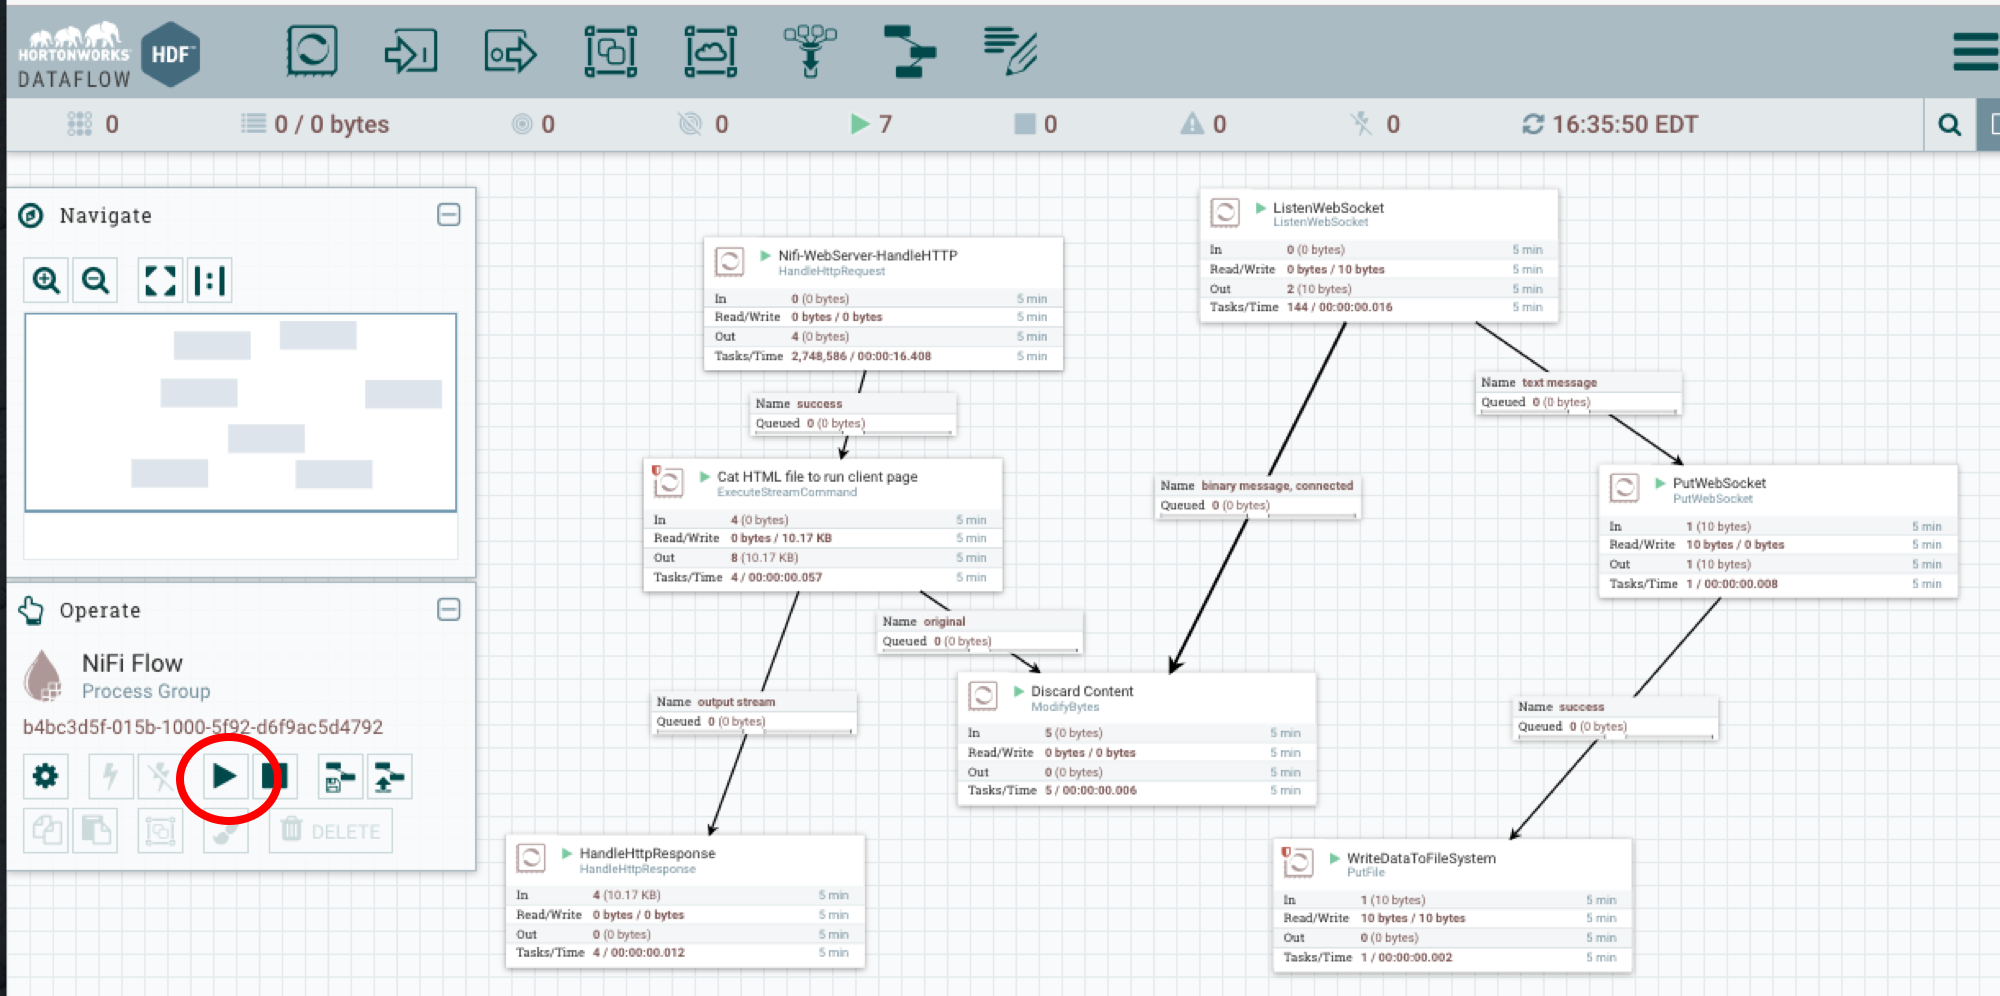 HORTONWORKS
DATAFLOW
HDF
0
0 / 0 bytes
0
0
7
0
0
0
16:35:50 EDT
Navigate
Operate
NiFi Flow
Process Group
b4bc3d5f-015b-1000-5f92-d6f9ac5d4792
DELETE
Nifi-WebServer-HandleHTTP
HandleHttpRequest
In 0 (0 bytes) 5 min
Read/Write 0 bytes / 0 bytes 5 min
Out 4 (0 bytes) 5 min
Tasks/Time 2,748,586 / 00:00:16.408 5 min
Name success
Queued 0 (0 bytes)
Cat HTML file to run client page
ExecuteStreamCommand
In 4 (0 bytes) 5 min
Read/Write 0 bytes / 10.17 KB 5 min
Out 8 (10.17 KB) 5 min
Tasks/Time 4 / 00:00:00.057 5 min
Name original
Queued 0 (0 bytes)
Name output stream
Queued 0 (0 bytes)
HandleHttpResponse
HandleHttpResponse
In 4 (10.17 KB) 5 min
Read/Write 0 bytes / 0 bytes 5 min
Out 0 (0 bytes) 5 min
Tasks/Time 4 / 00:00:00.012 5 min
ListenWebSocket
ListenWebSocket
In 0 (0 bytes) 5 min
Read/Write 0 bytes / 10 bytes 5 min
Out 2 (10 bytes) 5 min
Tasks/Time 144 / 00:00:00.016 5 min
Name binary message, connected
Queued 0 (0 bytes)
Discard Content
ModifyBytes
In 5 (0 bytes) 5 min
Read/Write 0 bytes / 0 bytes 5 min
Out 0 (0 bytes) 5 min
Tasks/Time 5 / 00:00:00.006 5 min
Name text message
Queued 0 (0 bytes)
PutWebSocket
PutWebSocket
In 1 (10 bytes) 5 min
Read/Write 10 bytes / 0 bytes 5 min
Out 1 (10 bytes) 5 min
Tasks/Time 1 / 00:00:00.008 5 min
Name success
Queued 0 (0 bytes)
WriteDataToFileSystem
PutFile
In 1 (10 bytes) 5 min
Read/Write 10 bytes / 10 bytes 5 min
Out 0 (0 bytes) 5 min
Tasks/Time 1 / 00:00:00.002 5 min